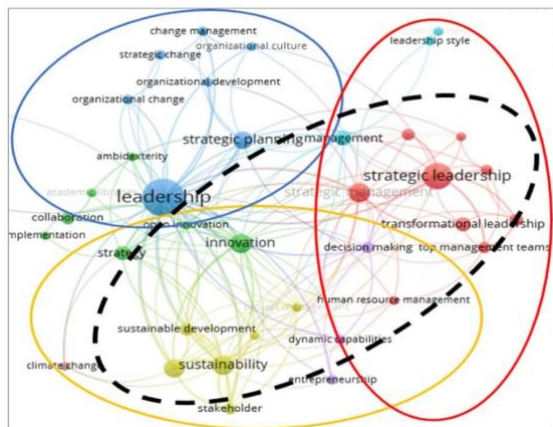 change management
organizational culture
leadership style
strategic change
organizational development
organizational change
strategic planning
management
ambidexterity
strategic leadership
strategic management
leadership
collaboration
open innovation
transformational leadership
mplementation
strategy
innovation
decision making
top management teams
human resource management
sustainable development
dynamic capabilities
climate change
sustainability
entrepreneurship
stakeholder